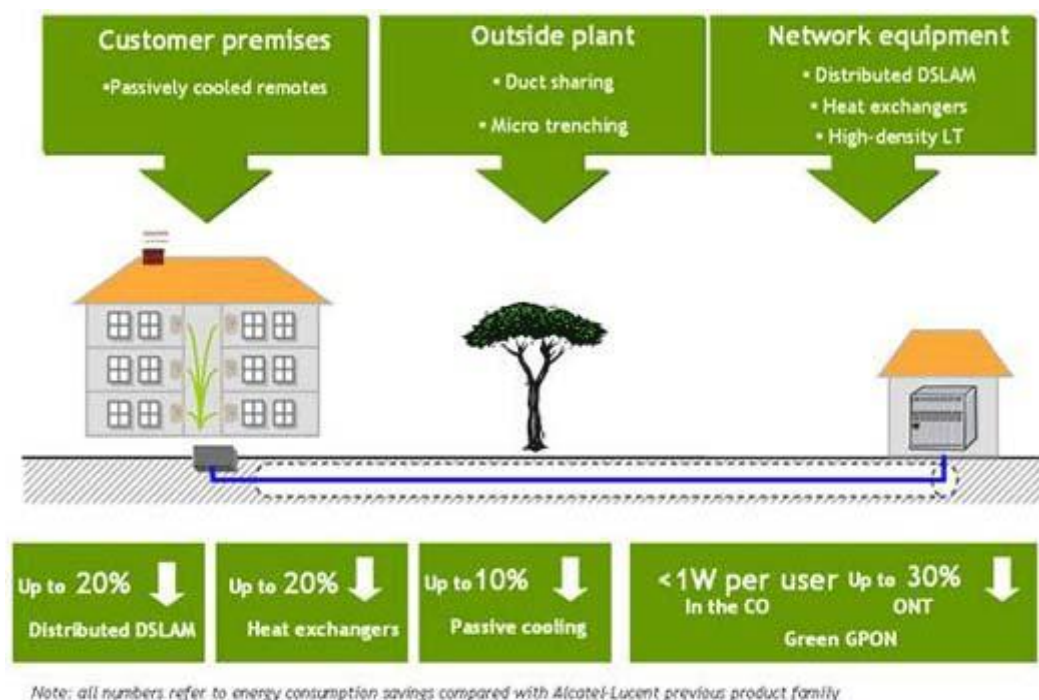 Customer premises
▪Passively cooled remotes
Outside plant
▪ Duct sharing
▪ Micro trenching
Network equipment
▪ Distributed DSLAM
▪ Heat exchangers
▪ High-density LT
Up to 20%
Distributed DSLAM
Up to 20%
Heat exchangers
Up to 10%
Passive cooling
<1W per user Up to 30%
In the CO ONT
Green GPON
Note: all numbers refer to energy consumption savings compared with Alcatel-Lucent previous product family